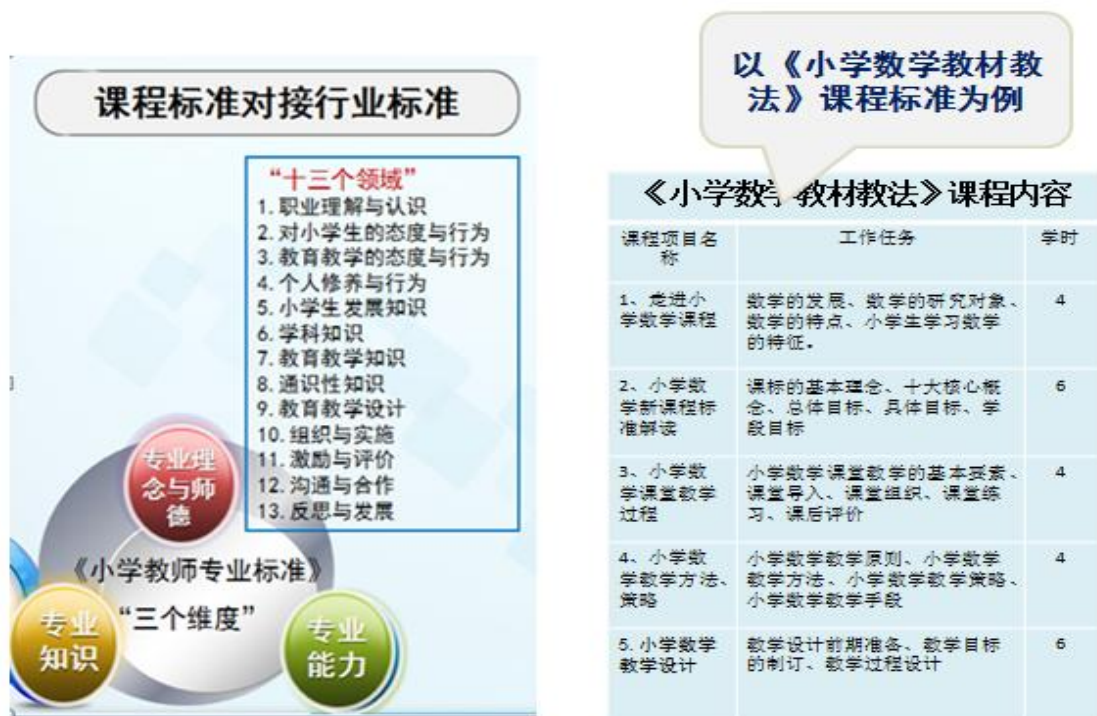 课程标准对接行业标准
“十三个领域”
1. 职业理解与认识
2. 对小学生的态度与行为
3. 教育教学的态度与行为
4. 个人修养与行为
5. 小学生发展知识
6. 学科知识
7. 教育教学知识
8. 通识性知识
9. 教育教学设计
10. 组织与实施
11. 激励与评价
12. 沟通与合作
13. 反思与发展
专业理
念与师
德
《小学教师专业标准》
“三个维度”
专业
知识
专业
能力
以《小学数学教材教
法》课程标准为例
《小学数学教材教法》课程内容
课程项目名
称
工作任务
学时
1、走进小
学数学课程
数学的发展、数学的研究对象、
数学的特点、小学生学习数学
的特征。
4
2、小学数
学新课程标
准解读
课标的基本理念、十大核心概
念、总体目标、具体目标、学
段目标
6
3、小学数
学课堂教学
过程
小学数学课堂教学的基本要素、
课堂导入、课堂组织、课堂练
习、课后评价
4
4、小学数
学教学方法、
策略
小学数学教学原则、小学数学
教学方法、小学数学教学策略、
小学数学教学手段
4
5. 小学数学
教学设计
教学设计前期准备、教学目标
的制订、教学过程设计
6